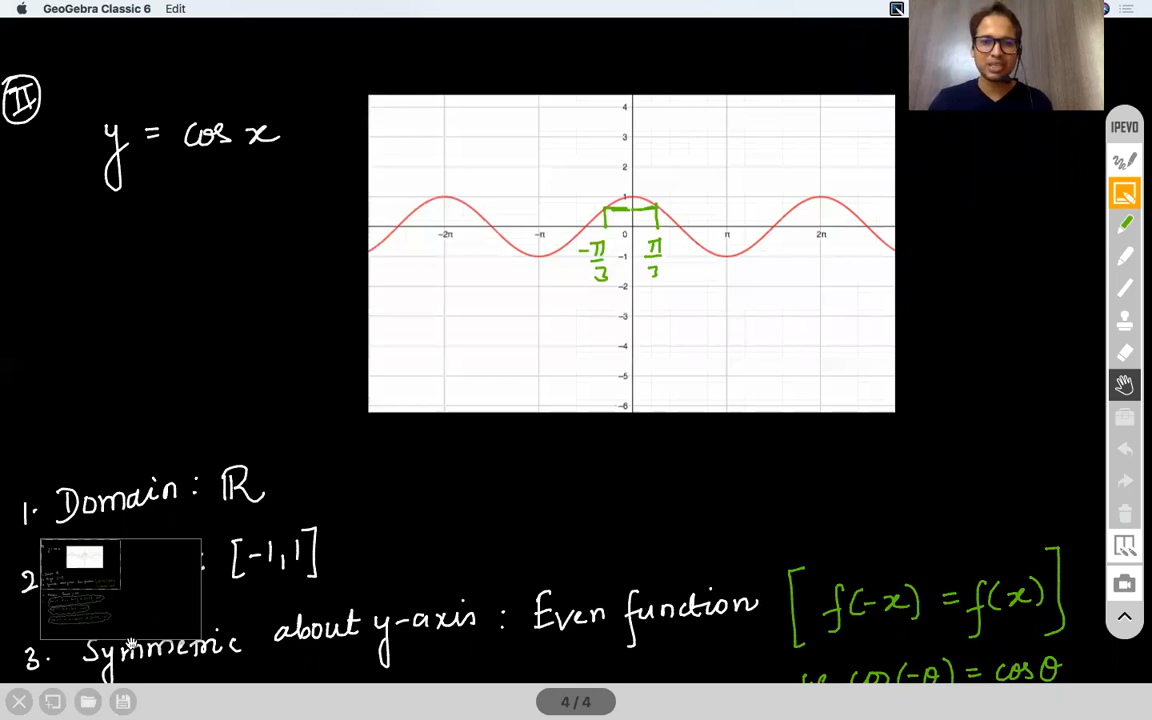 GeoGebra Classic 6 Edit
II
y = cos x
IPEVO
4
3
2
1
-2π -π 0 π 2π
-π/3 π/3
-1
-2
-3
-4
-5
-6
1. Domain : ℝ
2 : [-1,1]
3. Symmetric about y-axis : Even function [f(-x) = f(x)]
cos(-θ) = cosθ
4 / 4